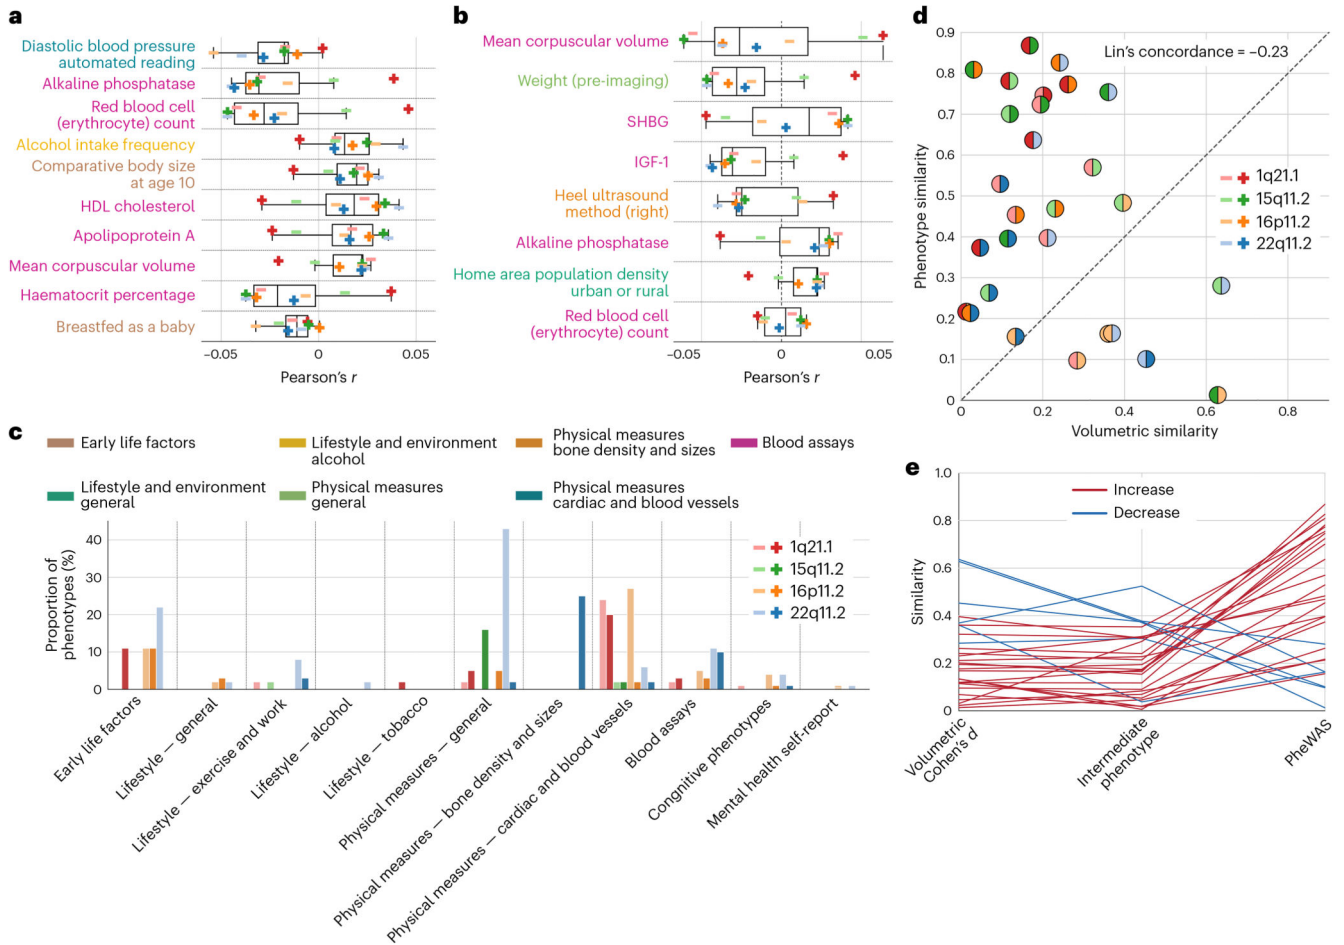 a
Diastolic blood pressure
automated reading
Alkaline phosphatase
Red blood cell
(erythrocyte) count
Alcohol intake frequency
Comparative body size
at age 10
HDL cholesterol
Apolipoprotein A
Mean corpuscular volume
Haematocrit percentage
Breastfed as a baby
−0.05
0
0.05
Pearson's r
b
Mean corpuscular volume
Weight (pre-imaging)
SHBG
IGF-1
Heel ultrasound
method (right)
Alkaline phosphatase
Home area population density
urban or rural
Red blood cell
(erythrocyte) count
−0.05
0
0.05
Pearson's r
d
Phenotype similarity
0.9
0.8
0.7
0.6
0.5
0.4
0.3
0.2
0.1
0
Lin's concordance = −0.23
1q21.1
15q11.2
16p11.2
22q11.2
0
0.2
0.4
0.6
0.8
Volumetric similarity
c
Early life factors
Lifestyle and environment
alcohol
Physical measures
bone density and sizes
Blood assays
Lifestyle and environment
general
Physical measures
general
Physical measures
cardiac and blood vessels
Proportion of
phenotypes (%)
40
30
20
10
0
1q21.1
15q11.2
16p11.2
22q11.2
Early life factors
Lifestyle — general
Lifestyle — exercise and work
Lifestyle — alcohol
Lifestyle — tobacco
Physical measures — general
Physical measures — bone density and sizes
Physical measures — cardiac and blood vessels
Blood assays
Congnitive phenotypes
Mental health self-report
e
Similarity
1.0
0.8
0.6
0.4
0.2
0
Increase
Decrease
Volumetric
Cohen's d
Intermediate
phenotype
PheWAS